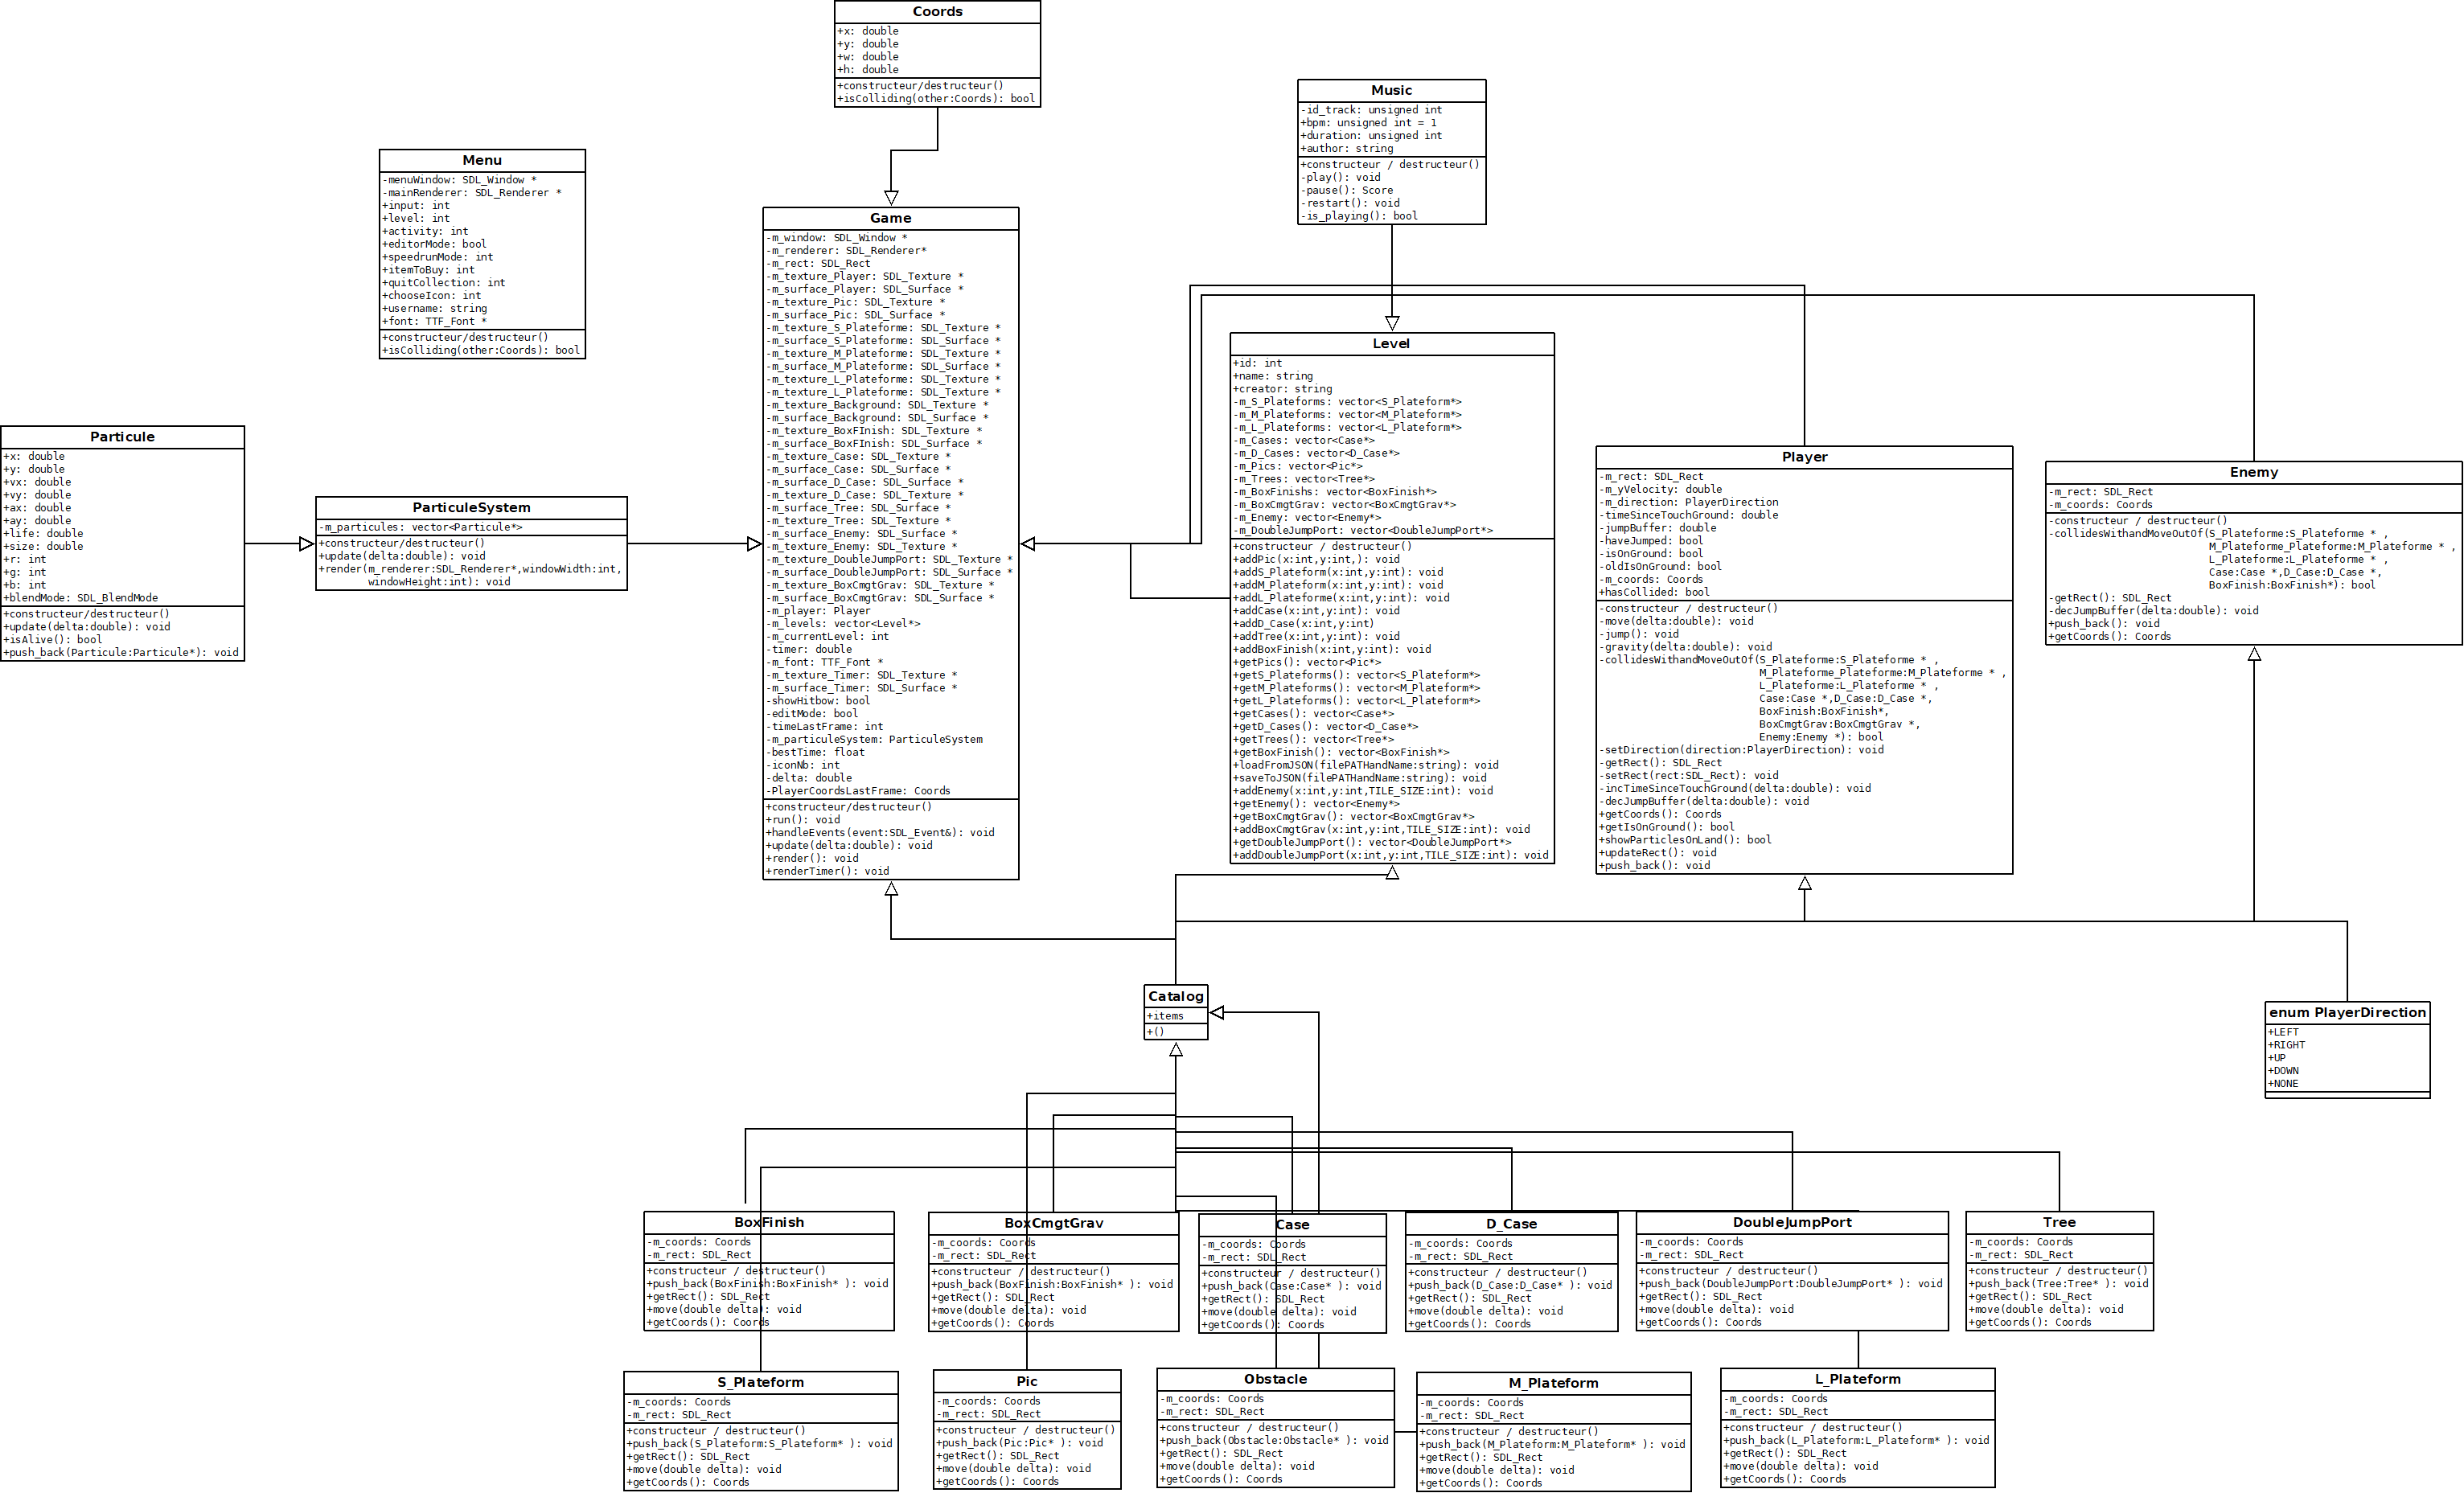 Coords
+x: double
+y: double
+w: double
+h: double
+constructeur/destructeur()
+isColliding(other:Coords): bool
Music
-id_track: unsigned int
+bpm: unsigned int = 1
+duration: unsigned int
+author: string
+constructeur / destructeur()
-play(): void
-pause(): Score
-restart(): void
-is_playing(): bool
Menu
-menuWindow: SDL_Window *
-mainRenderer: SDL_Renderer *
+input: int
+level: int
+activity: int
+editorMode: bool
+speedrunMode: int
+itemToBuy: int
+quitCollection: int
+chooseIcon: int
+username: string
+font: TTF_Font *
+constructeur/destructeur()
+isColliding(other:Coords): bool
Game
-m_window: SDL_Window *
-m_renderer: SDL_Renderer*
-m_rect: SDL_Rect
-m_texture_Player: SDL_Texture *
-m_surface_Player: SDL_Surface *
-m_texture_Pic: SDL_Texture *
-m_surface_Pic: SDL_Surface *
-m_texture_S_Plateforme: SDL_Texture *
-m_surface_S_Plateforme: SDL_Surface *
-m_texture_M_Plateforme: SDL_Texture *
-m_surface_M_Plateforme: SDL_Surface *
-m_texture_L_Plateforme: SDL_Texture *
-m_texture_L_Plateforme: SDL_Texture *
-m_texture_Background: SDL_Texture *
-m_surface_Background: SDL_Surface *
-m_texture_BoxFInish: SDL_Texture *
-m_surface_BoxFInish: SDL_Surface *
-m_texture_Case: SDL_Texture *
-m_surface_Case: SDL_Surface *
-m_surface_D_Case: SDL_Surface *
-m_texture_D_Case: SDL_Texture *
-m_surface_Tree: SDL_Surface *
-m_texture_Tree: SDL_Texture *
-m_surface_Enemy: SDL_Surface *
-m_texture_Enemy: SDL_Texture *
-m_texture_DoubleJumpPort: SDL_Texture *
-m_surface_DoubleJumpPort: SDL_Surface *
-m_texture_BoxCmgtGrav: SDL_Texture *
-m_surface_BoxCmgtGrav: SDL_Surface *
-m_player: Player
-m_levels: vector<Level*>
-m_currentLevel: int
-timer: double
-m_font: TTF_Font *
-m_texture_Timer: SDL_Texture *
-m_surface_Timer: SDL_Surface *
-showHitbow: bool
-editMode: bool
-timeLastFrame: int
-m_particuleSystem: ParticuleSystem
-bestTime: float
-iconNb: int
-delta: double
-PlayerCoordsLastFrame: Coords
+constructeur/destructeur()
+run(): void
+handleEvents(event:SDL_Event&): void
+update(delta:double): void
+render(): void
+renderTimer(): void
Level
+id: int
+name: string
+creator: string
-m_S_Plateforms: vector<S_Plateform*>
-m_M_Plateforms: vector<M_Plateform*>
-m_L_Plateforms: vector<L_Plateform*>
-m_Cases: vector<Case*>
-m_D_Cases: vector<D_Case*>
-m_Pics: vector<Pic*>
-m_Trees: vector<Tree*>
-m_BoxFinishs: vector<BoxFinish*>
-m_BoxCmgtGrav: vector<BoxCmgtGrav*>
-m_Enemy: vector<Enemy*>
-m_DoubleJumpPort: vector<DoubleJumpPort*>
+constructeur / destructeur()
+addPic(x:int,y:int,): void
+addS_Plateform(x:int,y:int): void
+addM_Plateform(x:int,y:int): void
+addL_Plateforme(x:int,y:int): void
+addCase(x:int,y:int): void
+addD_Case(x:int,y:int)
+addTree(x:int,y:int): void
+addBoxFinish(x:int,y:int): void
+getPics(): vector<Pic*>
+getS_Plateforms(): vector<S_Plateform*>
+getM_Plateforms(): vector<M_Plateform*>
+getL_Plateforms(): vector<L_Plateform*>
+getCases(): vector<Case*>
+getD_Cases(): vector<D_Case*>
+getTrees(): vector<Tree*>
+getBoxFinish(): vector<BoxFinish*>
+loadFromJSON(filePATHandName:string): void
+saveToJSON(filePATHandName:string): void
+addEnemy(x:int,y:int,TILE_SIZE:int): void
+getEnemy(): vector<Enemy*>
+getBoxCmgtGrav(): vector<BoxCmgtGrav*>
+addBoxCmgtGrav(x:int,y:int,TILE_SIZE:int): void
+getDoubleJumpPort(): vector<DoubleJumpPort*>
+addDoubleJumpPort(x:int,y:int,TILE_SIZE:int): void
Particule
+x: double
+y: double
+vx: double
+vy: double
+ax: double
+ay: double
+life: double
+size: double
+r: int
+g: int
+b: int
+blendMode: SDL_BlendMode
+constructeur/destructeur()
+update(delta:double): void
+isAlive(): bool
+push_back(Particule:Particule*): void
ParticuleSystem
-m_particules: vector<Particule*>
+constructeur/destructeur()
+update(delta:double): void
+render(m_renderer:SDL_Renderer*,windowWidth:int,
windowHeight:int): void
Player
-m_rect: SDL_Rect
-m_yVelocity: double
-m_direction: PlayerDirection
-timeSinceTouchGround: double
-jumpBuffer: double
-haveJumped: bool
-isOnGround: bool
-oldIsOnGround: bool
-m_coords: Coords
+hasCollided: bool
-constructeur / destructeur()
-move(delta:double): void
-jump(): void
-gravity(delta:double): void
-collidesWithandMoveOutOf(S_Plateforme:S_Plateforme * ,
M_Plateforme_Plateforme:M_Plateforme * ,
L_Plateforme:L_Plateforme * ,
Case:Case *,D_Case:D_Case *,
BoxFinish:BoxFinish*,
BoxCmgtGrav:BoxCmgtGrav *,
Enemy:Enemy *): bool
-setDirection(direction:PlayerDirection): void
-getRect(): SDL_Rect
-setRect(rect:SDL_Rect): void
-incTimeSinceTouchGround(delta:double): void
-decJumpBuffer(delta:double): void
+getCoords(): Coords
+getIsOnGround(): bool
+showParticlesOnLand(): bool
+updateRect(): void
+push_back(): void
Enemy
-m_rect: SDL_Rect
-m_coords: Coords
-constructeur / destructeur()
-collidesWithandMoveOutOf(S_Plateforme:S_Plateforme * ,
M_Plateforme_Plateforme:M_Plateforme * ,
L_Plateforme:L_Plateforme * ,
Case:Case *,D_Case:D_Case *,
BoxFinish:BoxFinish*): bool
-getRect(): SDL_Rect
-decJumpBuffer(delta:double): void
+push_back(): void
+getCoords(): Coords
Catalog
+items
+()
enum PlayerDirection
+LEFT
+RIGHT
+UP
+DOWN
+NONE
BoxFinish
-m_coords: Coords
-m_rect: SDL_Rect
+constructeur / destructeur()
+push_back(BoxFinish:BoxFinish* ): void
+getRect(): SDL_Rect
+move(double delta): void
+getCoords(): Coords
BoxCmgtGrav
-m_coords: Coords
-m_rect: SDL_Rect
+constructeur / destructeur()
+push_back(BoxFinish:BoxFinish* ): void
+getRect(): SDL_Rect
+move(double delta): void
+getCoords(): Coords
Case
-m_coords: Coords
-m_rect: SDL_Rect
+constructeur / destructeur()
+push_back(Case:Case* ): void
+getRect(): SDL_Rect
+move(double delta): void
+getCoords(): Coords
D_Case
-m_coords: Coords
-m_rect: SDL_Rect
+constructeur / destructeur()
+push_back(D_Case:D_Case* ): void
+getRect(): SDL_Rect
+move(double delta): void
+getCoords(): Coords
DoubleJumpPort
-m_coords: Coords
-m_rect: SDL_Rect
+constructeur / destructeur()
+push_back(DoubleJumpPort:DoubleJumpPort* ): void
+getRect(): SDL_Rect
+move(double delta): void
+getCoords(): Coords
Tree
-m_coords: Coords
-m_rect: SDL_Rect
+constructeur / destructeur()
+push_back(Tree:Tree* ): void
+getRect(): SDL_Rect
+move(double delta): void
+getCoords(): Coords
S_Plateform
-m_coords: Coords
-m_rect: SDL_Rect
+constructeur / destructeur()
+push_back(S_Plateform:S_Plateform* ): void
+getRect(): SDL_Rect
+move(double delta): void
+getCoords(): Coords
Pic
-m_coords: Coords
-m_rect: SDL_Rect
+constructeur / destructeur()
+push_back(Pic:Pic* ): void
+getRect(): SDL_Rect
+move(double delta): void
+getCoords(): Coords
Obstacle
-m_coords: Coords
-m_rect: SDL_Rect
+constructeur / destructeur()
+push_back(Obstacle:Obstacle* ): void
+getRect(): SDL_Rect
+move(double delta): void
+getCoords(): Coords
M_Plateform
-m_coords: Coords
-m_rect: SDL_Rect
+constructeur / destructeur()
+push_back(M_Plateform:M_Plateform* ): void
+getRect(): SDL_Rect
+move(double delta): void
+getCoords(): Coords
L_Plateform
-m_coords: Coords
-m_rect: SDL_Rect
+constructeur / destructeur()
+push_back(L_Plateform:L_Plateform* ): void
+getRect(): SDL_Rect
+move(double delta): void
+getCoords(): Coords